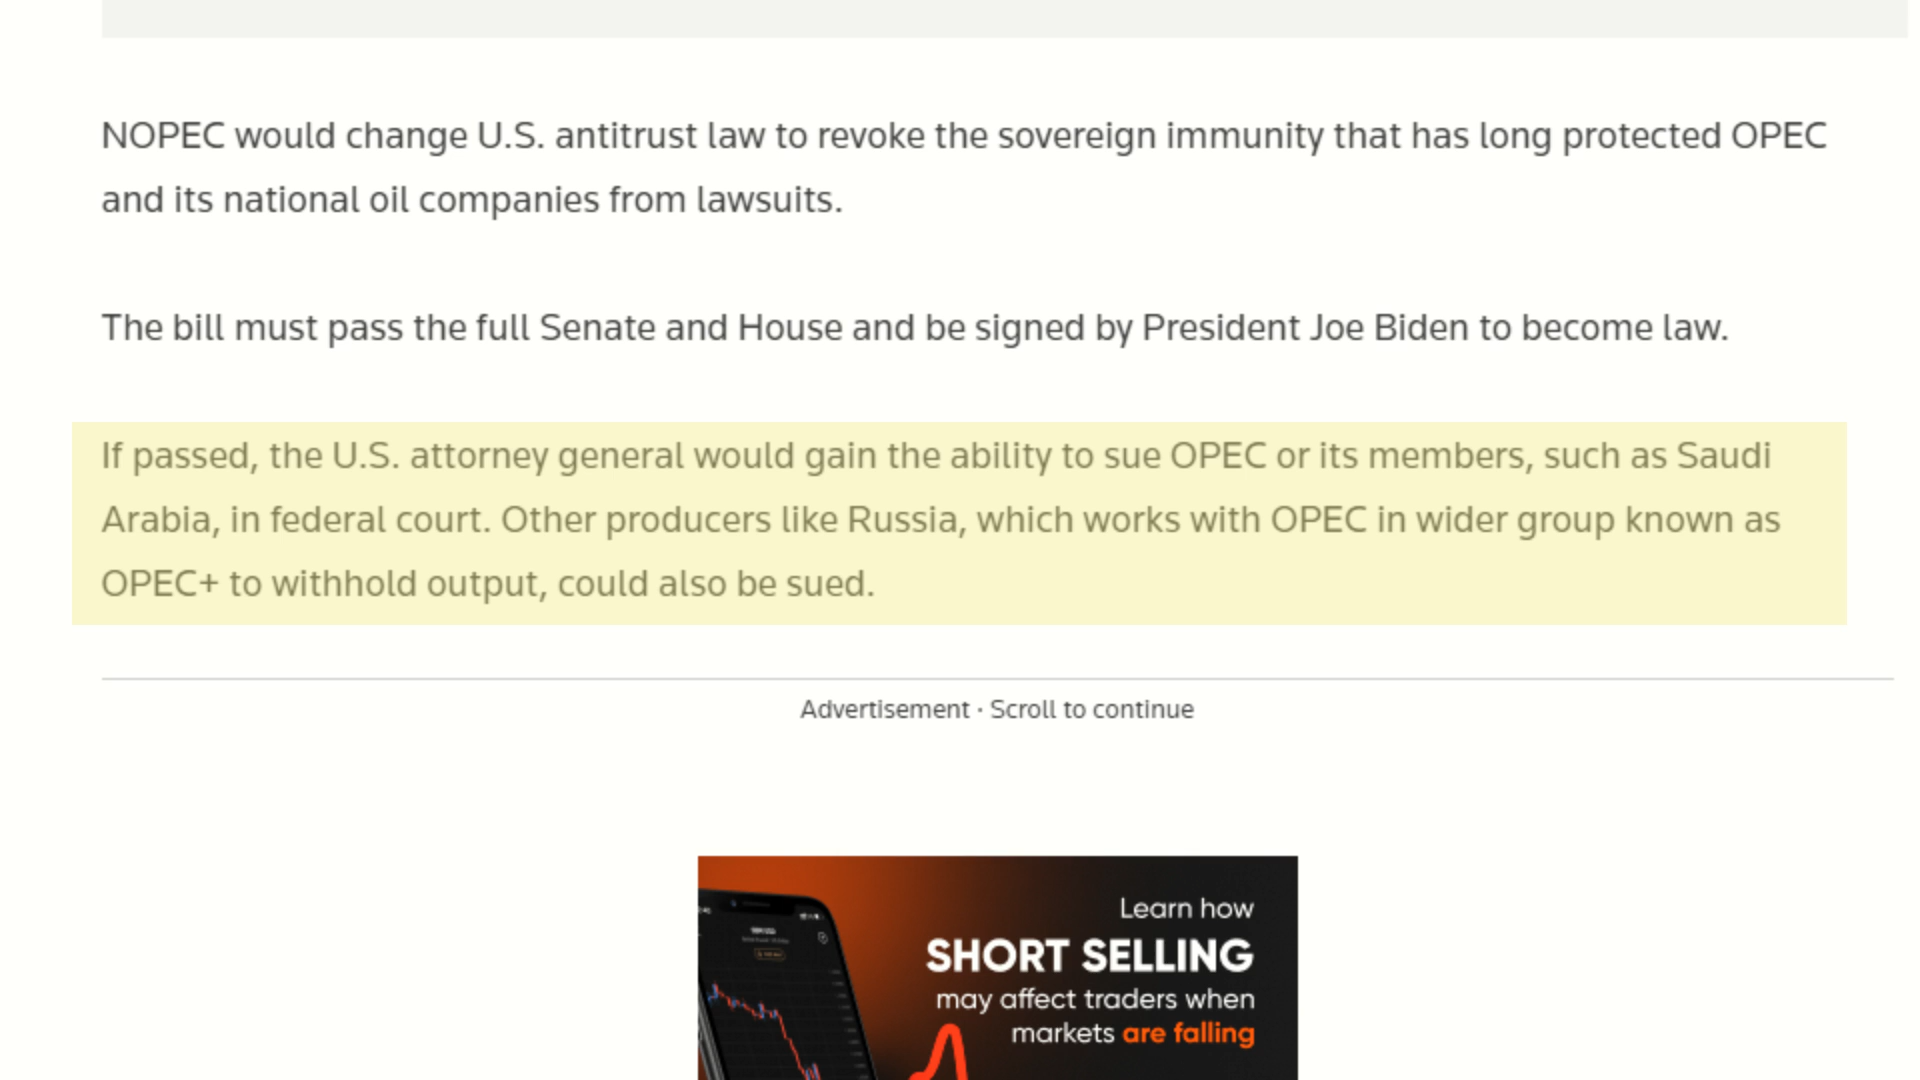 NOPEC would change U.S. antitrust law to revoke the sovereign immunity that has long protected OPEC
and its national oil companies from lawsuits.
The bill must pass the full Senate and House and be signed by President Joe Biden to become law.
If passed, the U.S. attorney general would gain the ability to sue OPEC or its members, such as Saudi
Arabia, in federal court. Other producers like Russia, which works with OPEC in wider group known as
OPEC+ to withhold output, could also be sued.
Advertisement · Scroll to continue
Learn how
SHORT SELLING
may affect traders when
markets are falling